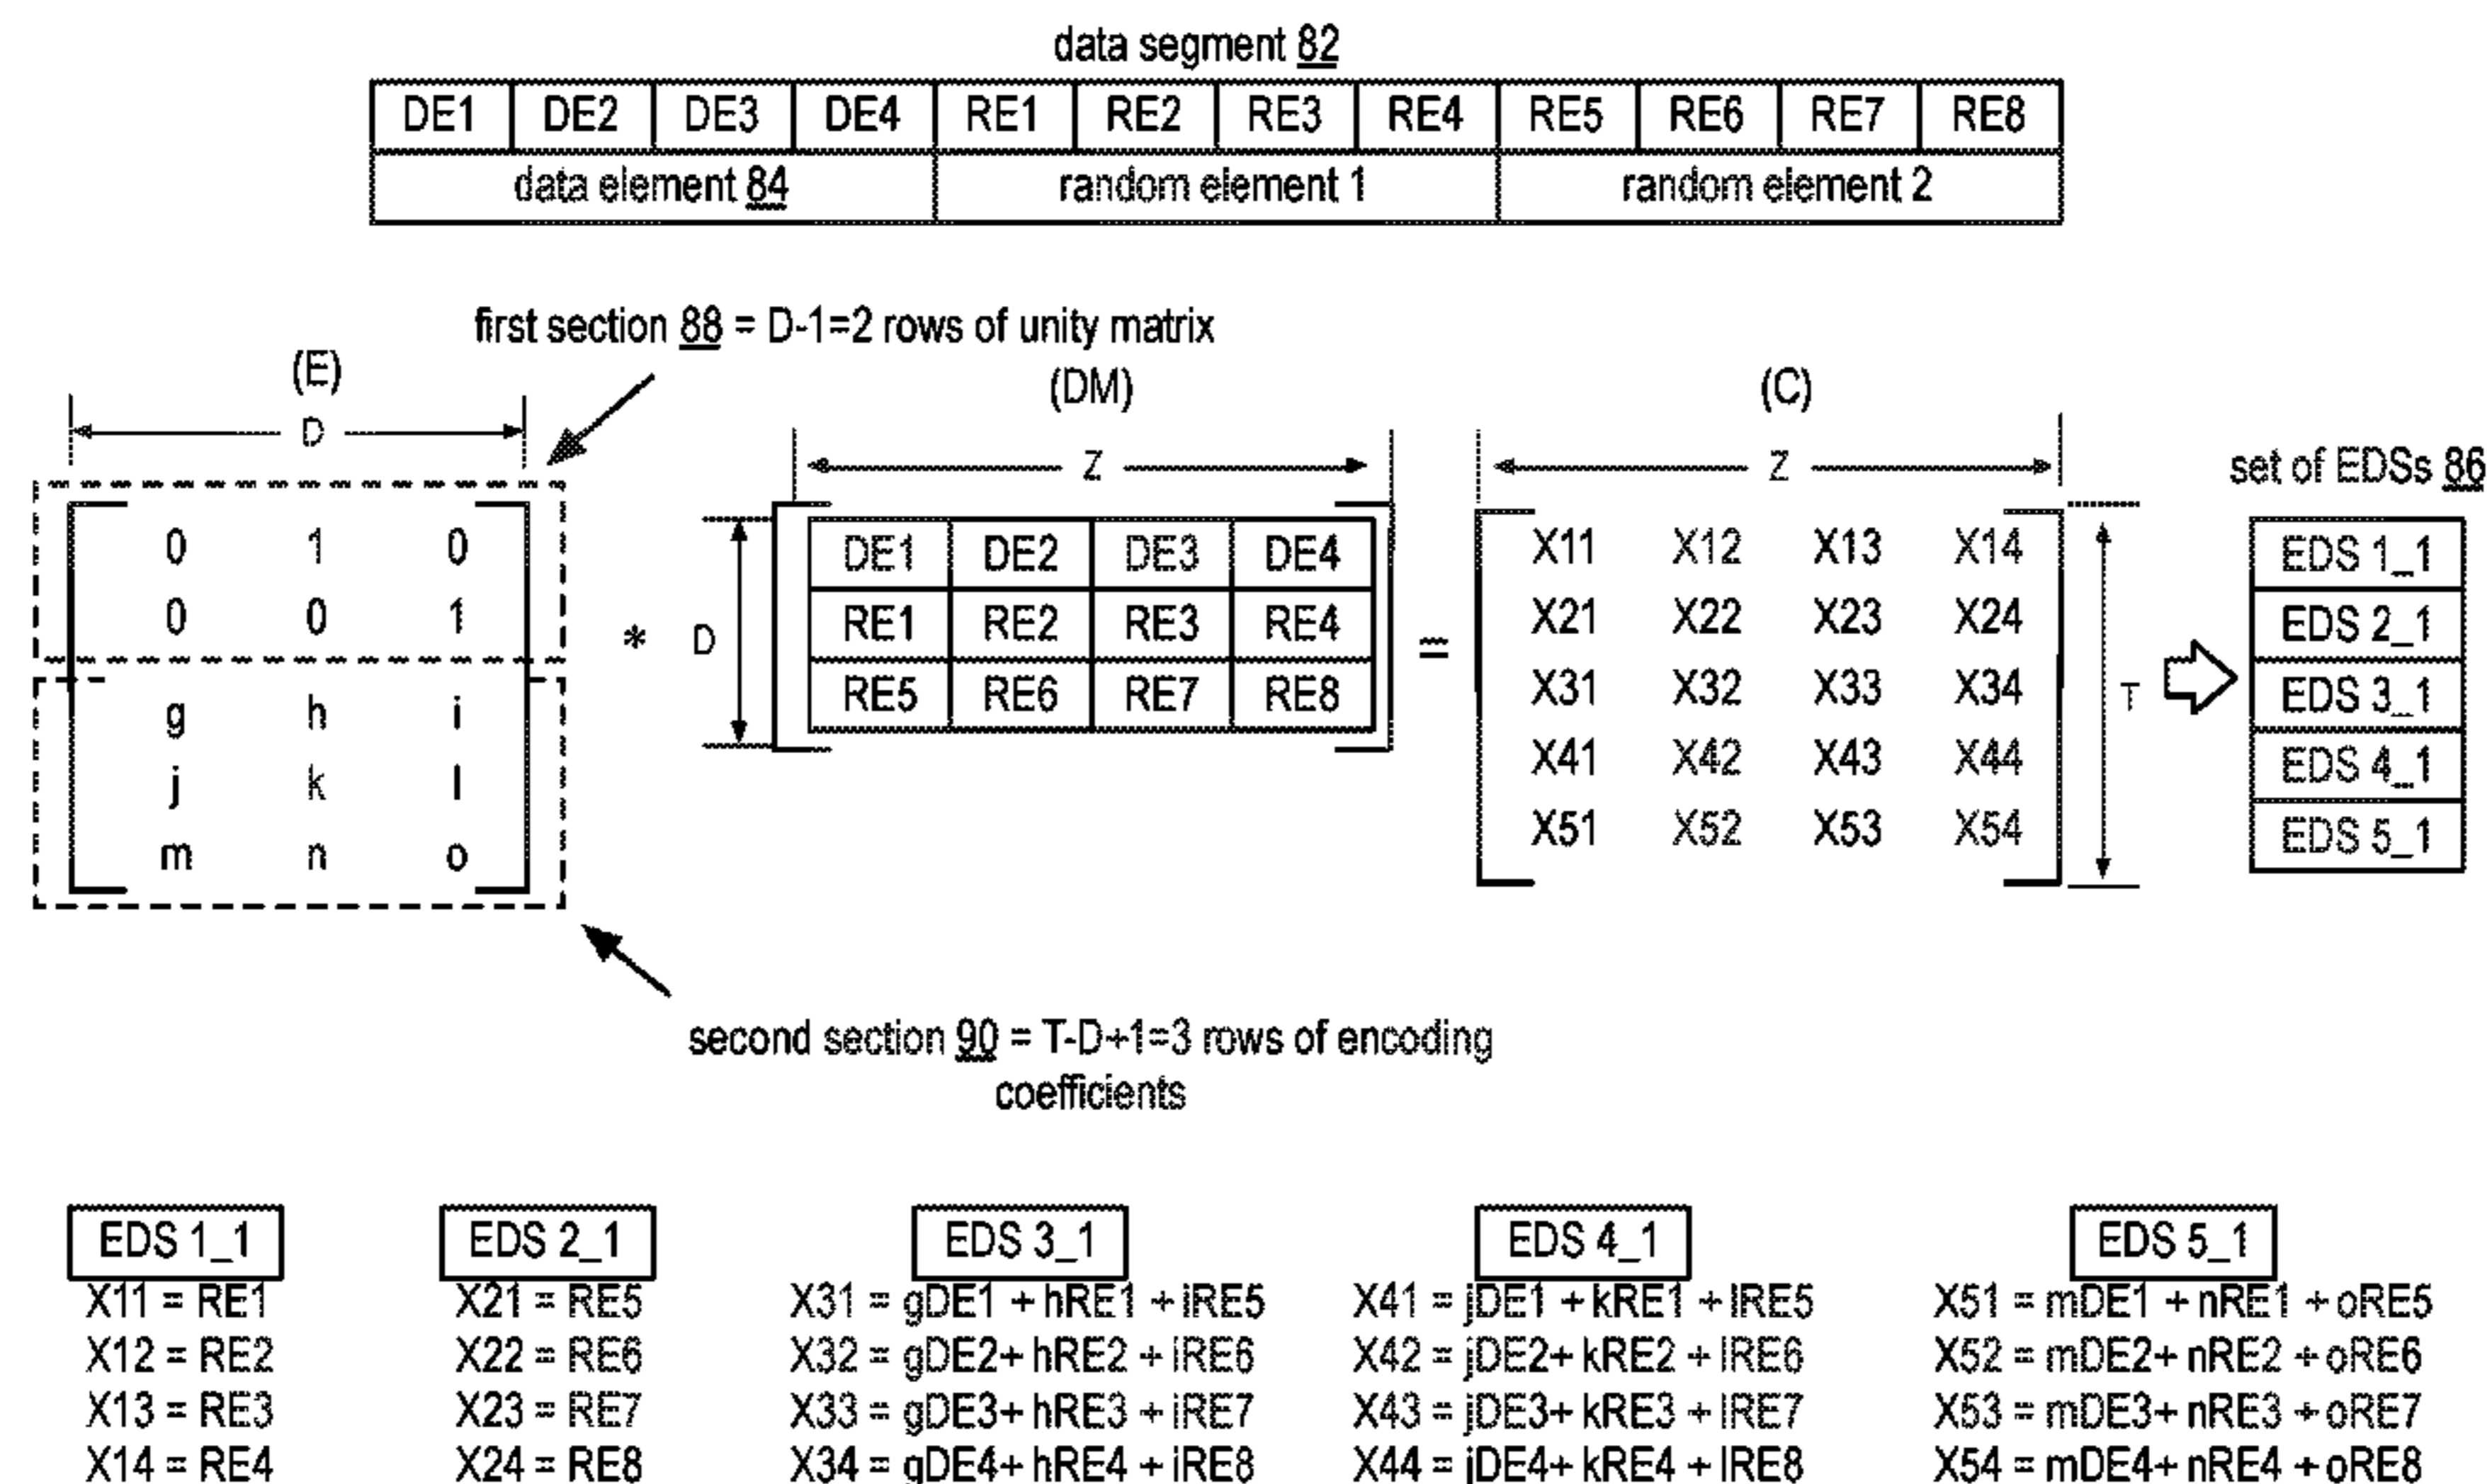 data segment 82
DE1 DE2 DE3 DE4 RE1 RE2 RE3 RE4 RE5 RE6 RE7 RE8
data element 84 random element 1 random element 2
first section 88 = D-1=2 rows of unity matrix
(E) (DM) (C)
D
Z Z set of EDSs 86
0 1 0
0 0 1
g h i
j k l
m n o
*
D
DE1 DE2 DE3 DE4
RE1 RE2 RE3 RE4
RE5 RE6 RE7 RE8
=
X11 X12 X13 X14
X21 X22 X23 X24
X31 X32 X33 X34
X41 X42 X43 X44
X51 X52 X53 X54
T
EDS 1_1
EDS 2_1
EDS 3_1
EDS 4_1
EDS 5_1
second section 90 = T-D+1=3 rows of encoding
coefficients
EDS 1_1
X11 = RE1
X12 = RE2
X13 = RE3
X14 = RE4
EDS 2_1
X21 = RE5
X22 = RE6
X23 = RE7
X24 = RE8
EDS 3_1
X31 = gDE1 + hRE1 + iRE5
X32 = gDE2+ hRE2 + iRE6
X33 = gDE3+ hRE3 + iRE7
X34 = gDE4+ hRE4 + iRE8
EDS 4_1
X41 = jDE1 + kRE1 + lRE5
X42 = jDE2+ kRE2 + lRE6
X43 = jDE3+ kRE3 + lRE7
X44 = jDE4+ kRE4 + lRE8
EDS 5_1
X51 = mDE1 + nRE1 + oRE5
X52 = mDE2+ nRE2 + oRE6
X53 = mDE3+ nRE3 + oRE7
X54 = mDE4+ nRE4 + oRE8